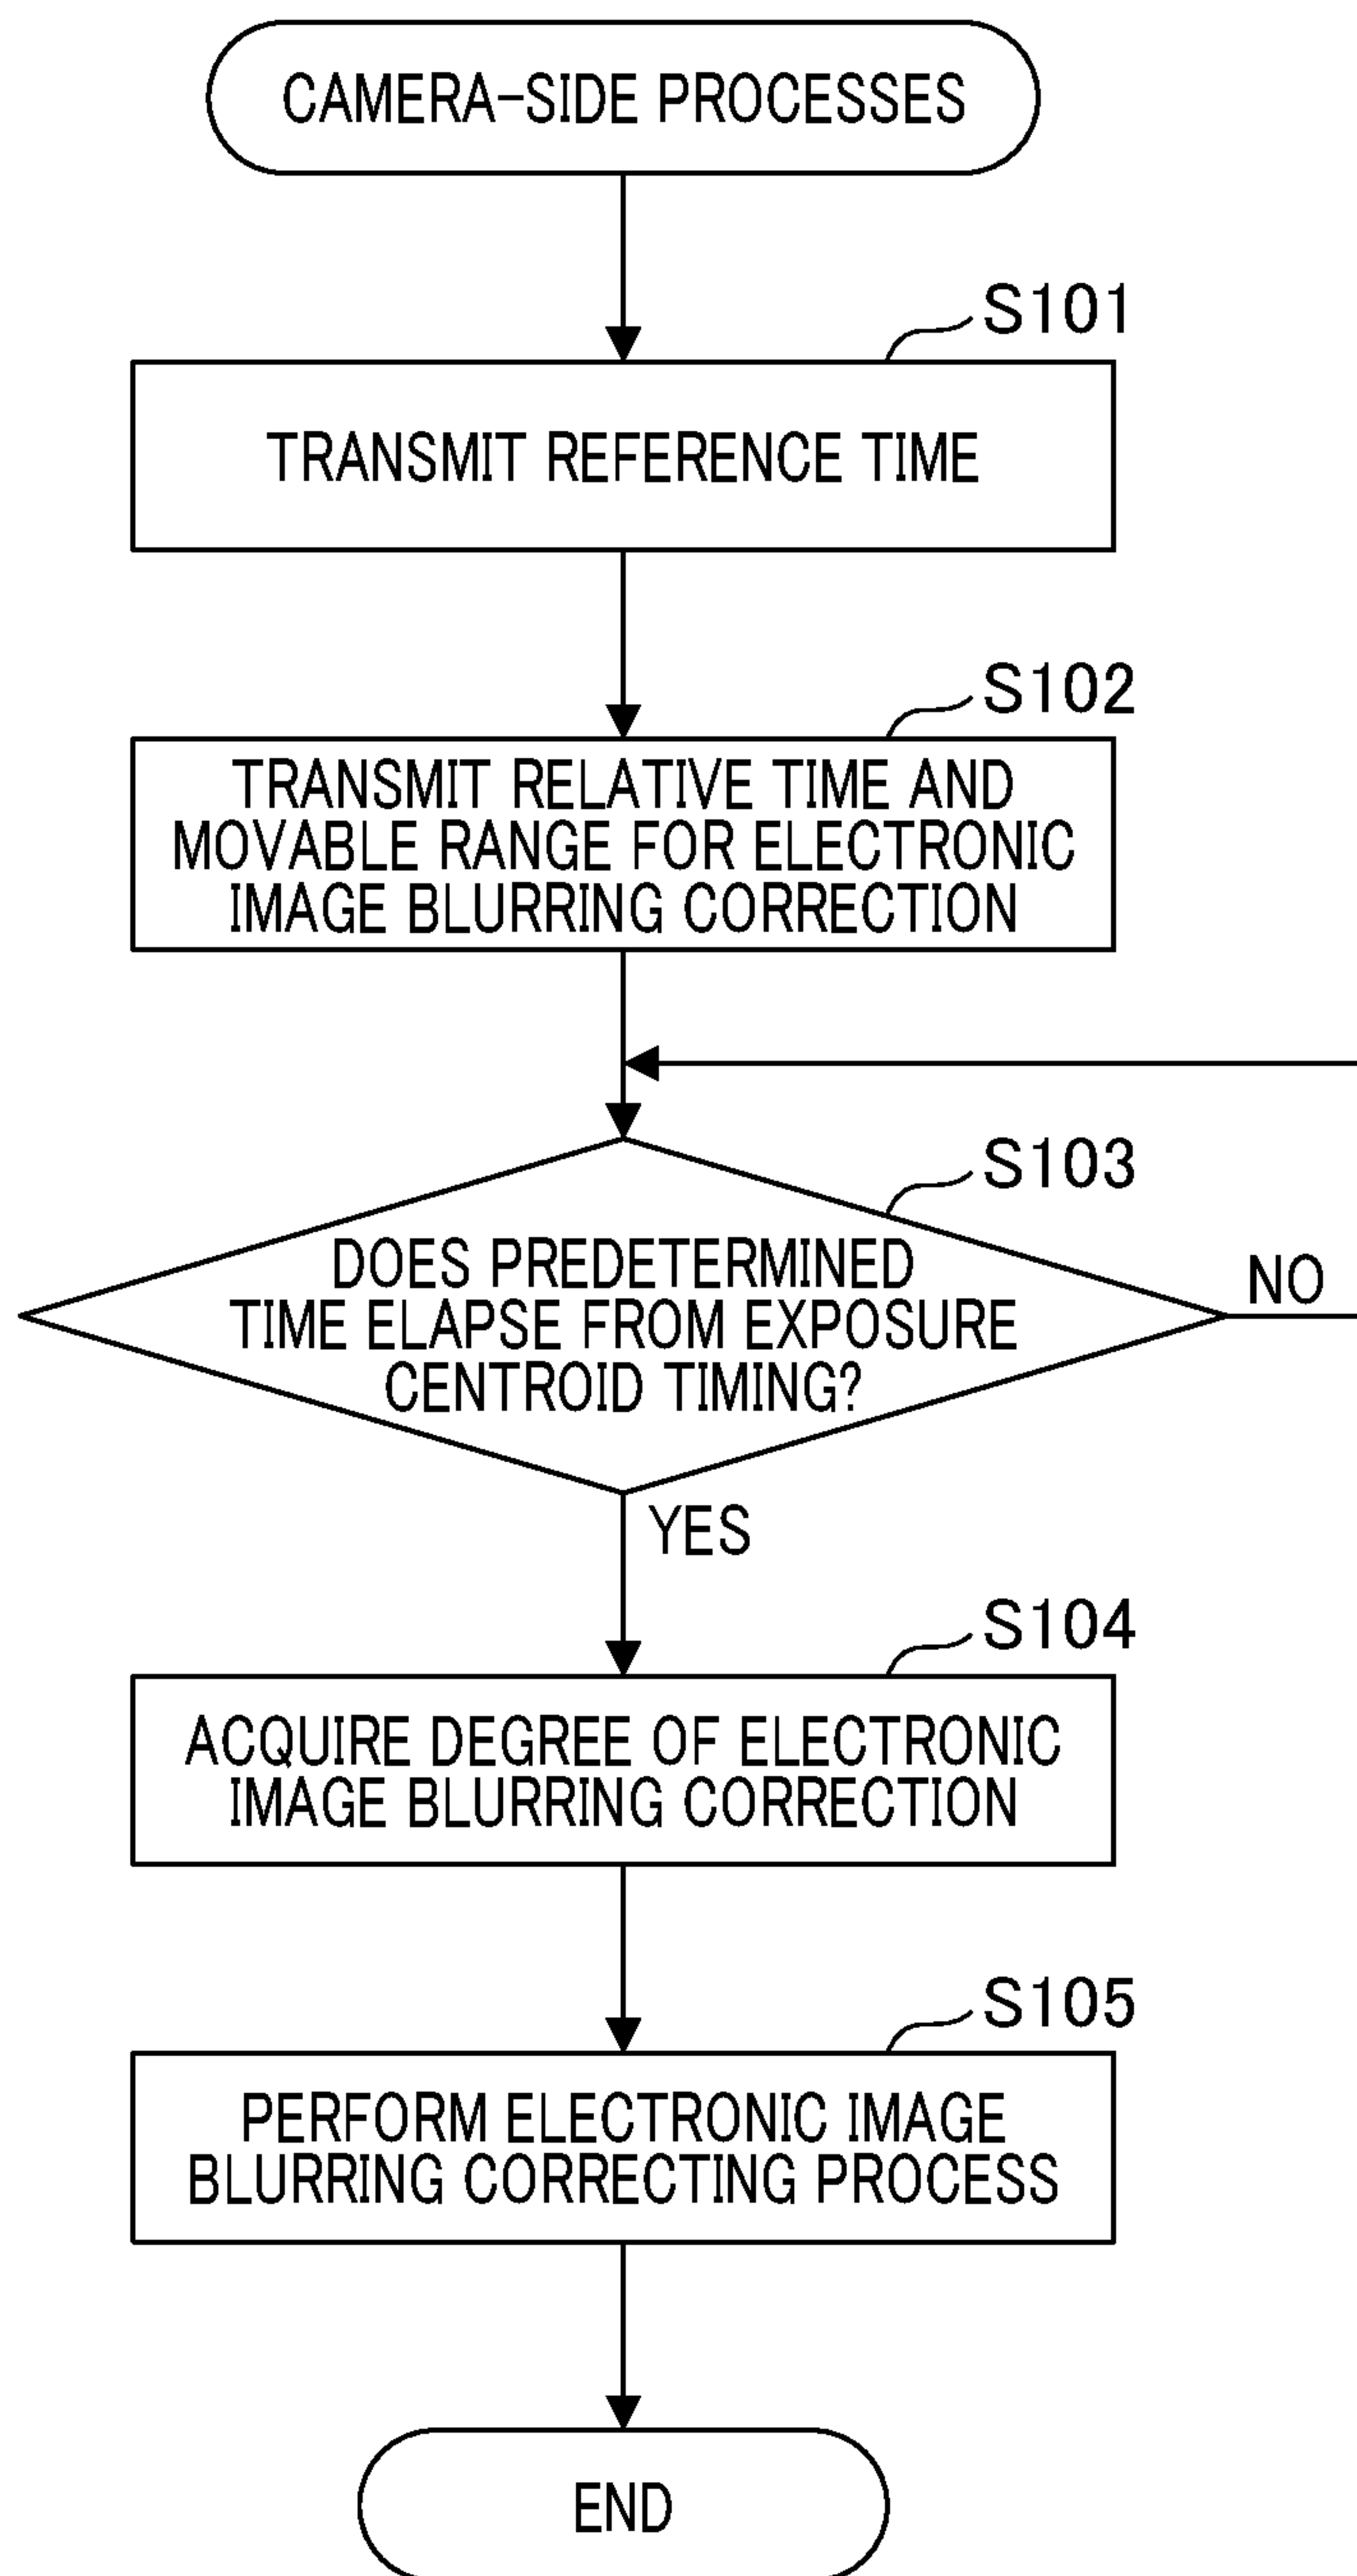 CAMERA-SIDE PROCESSES
S101
TRANSMIT REFERENCE TIME
S102
TRANSMIT RELATIVE TIME AND
MOVABLE RANGE FOR ELECTRONIC
IMAGE BLURRING CORRECTION
S103
DOES PREDETERMINED
TIME ELAPSE FROM EXPOSURE
CENTROID TIMING?
NO
YES
S104
ACQUIRE DEGREE OF ELECTRONIC
IMAGE BLURRING CORRECTION
S105
PERFORM ELECTRONIC IMAGE
BLURRING CORRECTING PROCESS
END